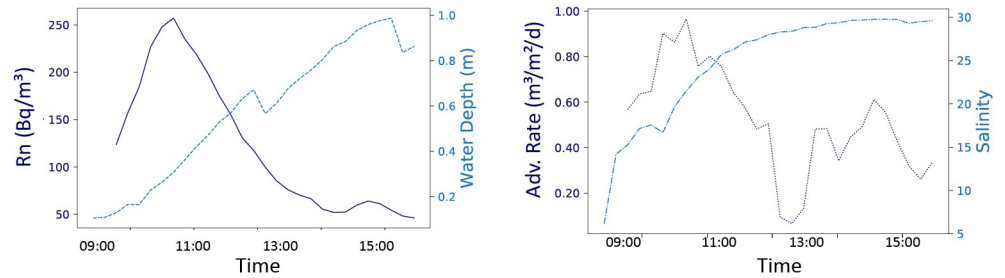 Rn (Bq/m³)
250
200
150
100
50
09:00 11:00 13:00 15:00
Time
1.0
0.8
0.6
0.4
0.2
Water Depth (m)
Adv. Rate (m³/m²/d)
1.00
0.80
0.60
0.40
0.20
09:00 11:00 13:00 15:00
Time
30
25
20
15
10
5
Salinity